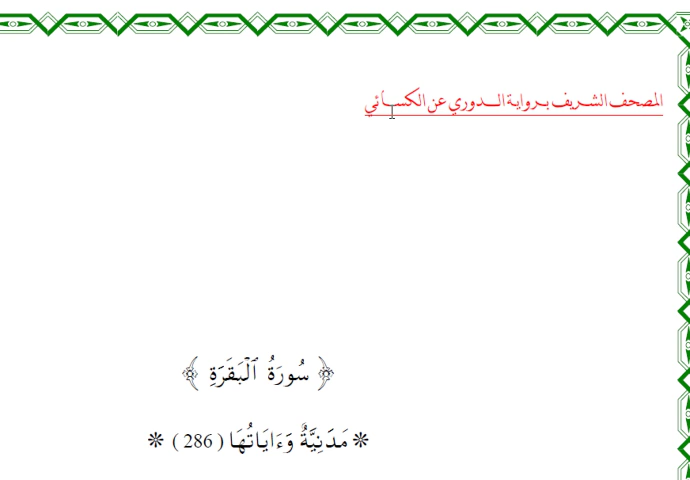 المصحف الشريف برواية الدوري عن الكسائي
﴿ سُورَةُ ٱلْبَقَرَةِ ﴾
❊ مَدَنِيَّةٌ وَءَايَاتُهَا ( 286 ) ❊